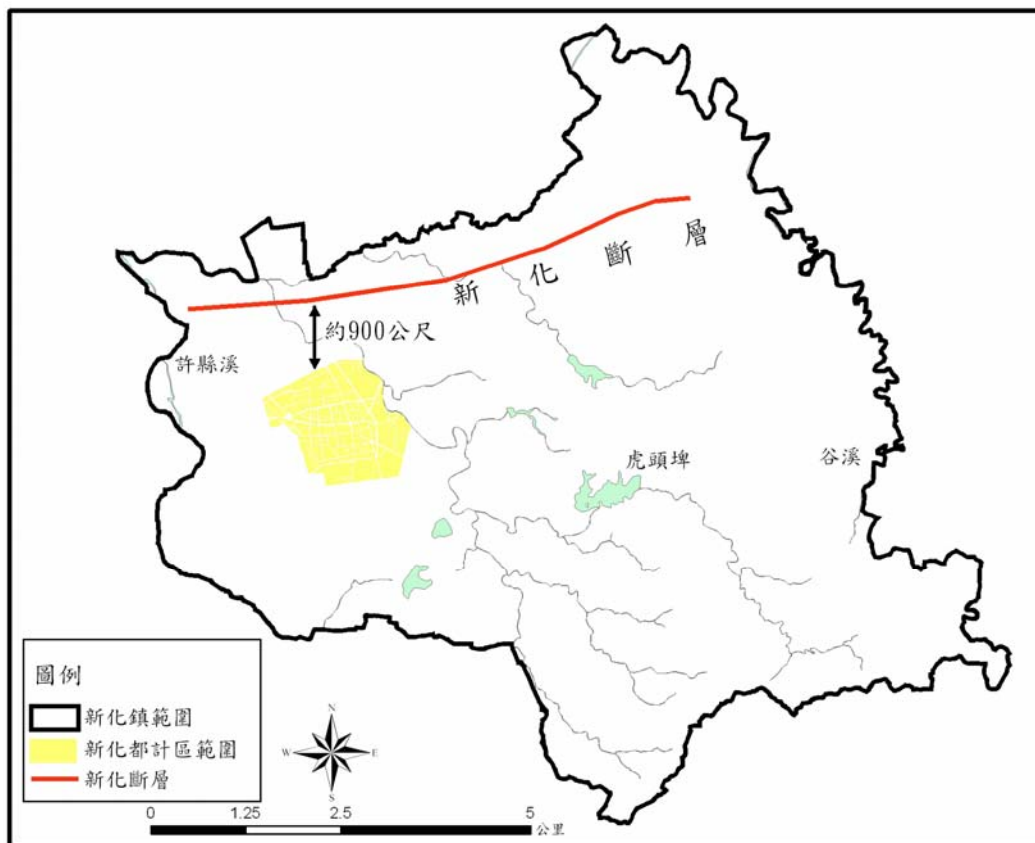 新化斷層
約900公尺
許縣溪
虎頭埤
谷溪
圖例
新化鎮範圍
新化都計區範圍
新化斷層
N
W E
S
0 1.25 2.5 5
公里